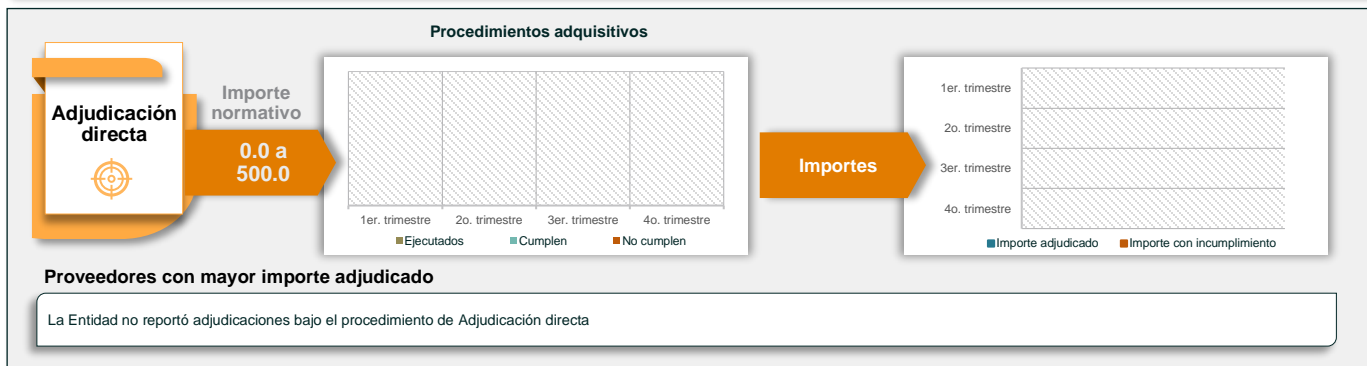 Procedimientos adquisitivos
Adjudicación
directa
Importe
normativo
0.0 a
500.0
1er. trimestre 2o. trimestre 3er. trimestre 4o. trimestre
Ejecutados Cumplen No cumplen
Importes
1er. trimestre
2o. trimestre
3er. trimestre
4o. trimestre
Importe adjudicado Importe con incumplimiento
Proveedores con mayor importe adjudicado
La Entidad no reportó adjudicaciones bajo el procedimiento de Adjudicación directa